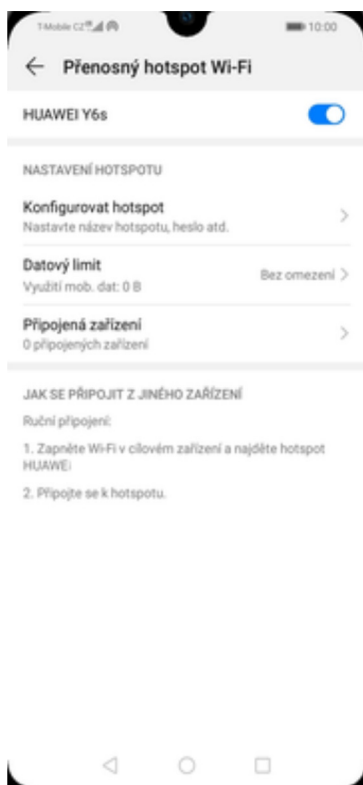 T-Mobile CZ
10:00
Přenosný hotspot Wi-Fi
HUAWEI Y6s
NASTAVENÍ HOTSPOTU
Konfigurovat hotspot
Nastavte název hotspotu, heslo atd.
Datový limit
Bez omezení
Využití mob. dat: 0 B
Připojená zařízení
0 připojených zařízení
JAK SE PŘIPOJIT Z JINÉHO ZAŘÍZENÍ
Ruční připojení:
1. Zapněte Wi-Fi v cílovém zařízení a najděte hotspot
HUAWEI
2. Připojte se k hotspotu.